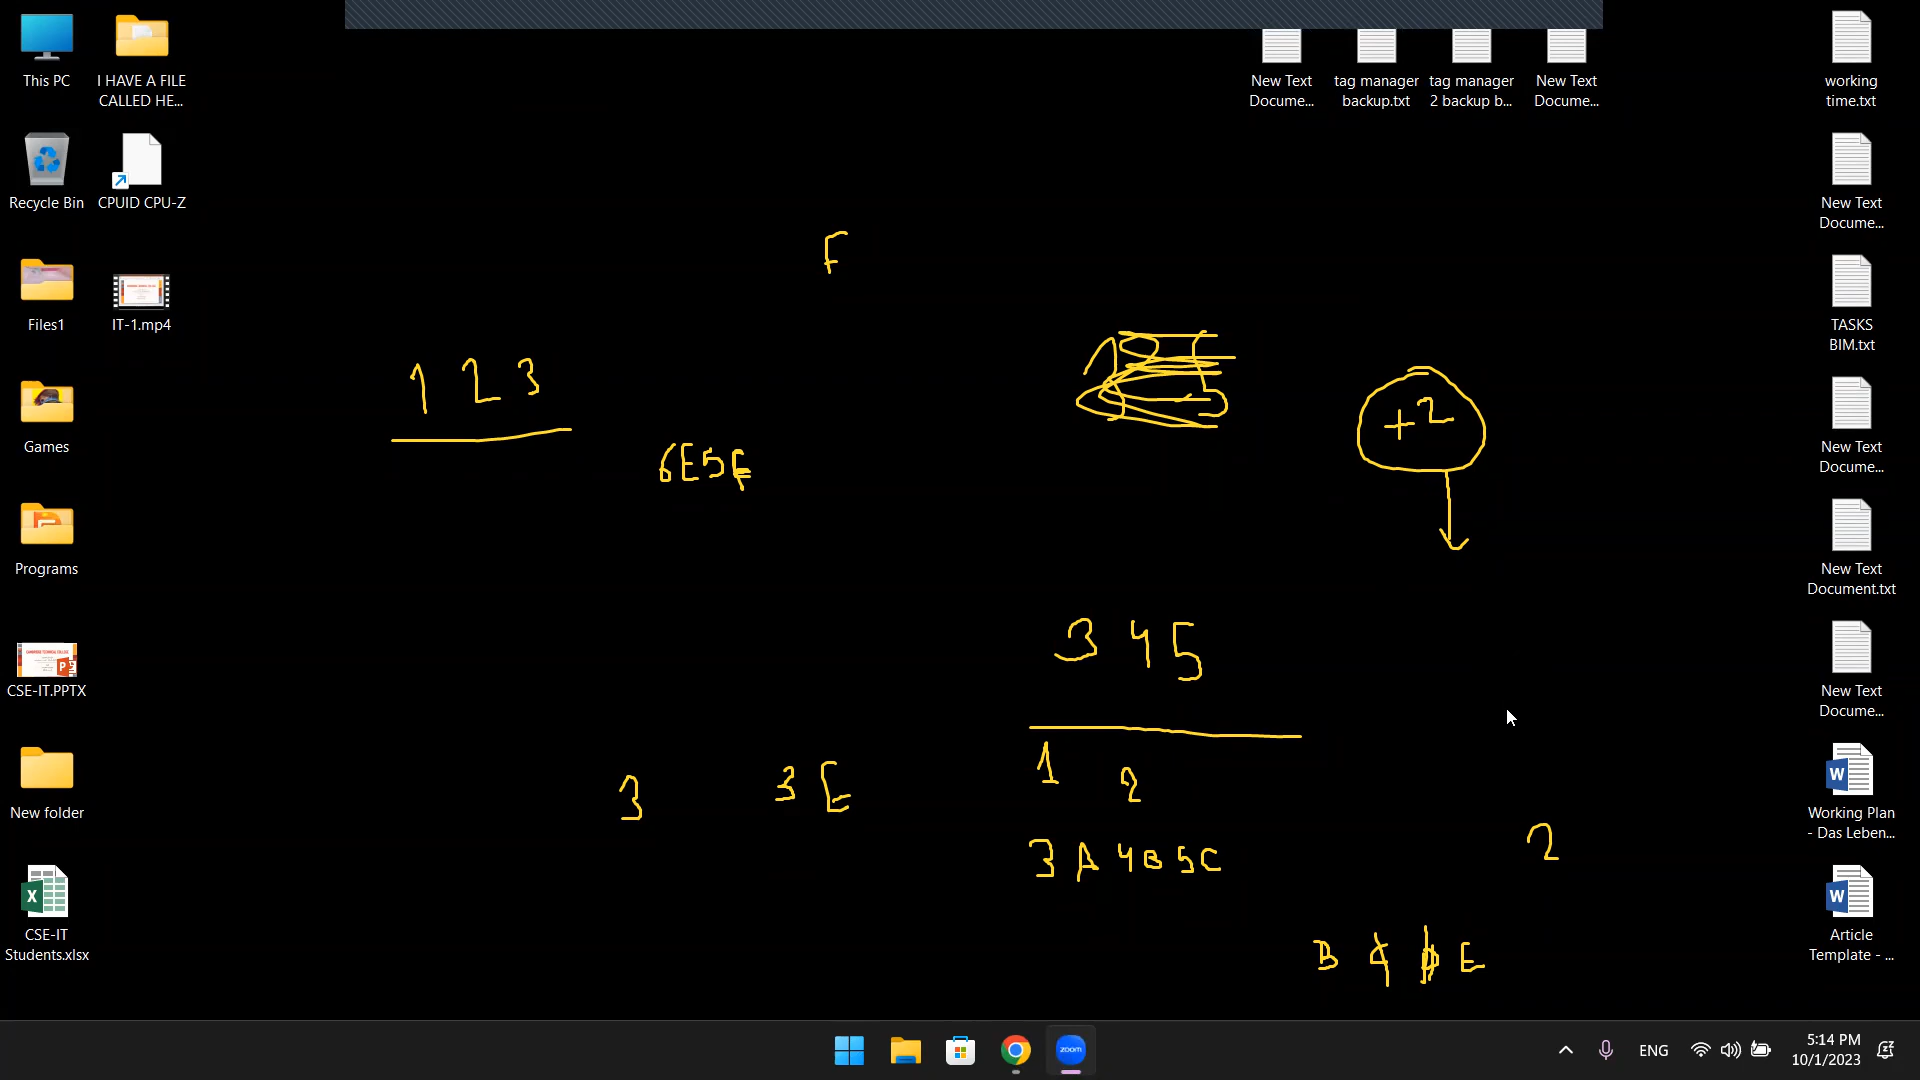 This PC
I HAVE A FILE
CALLED HE...
New Text
Docume...
tag manager
backup.txt
tag manager
2 backup b...
New Text
Docume...
working
time.txt
Recycle Bin
CPUID CPU-Z
New Text
Docume...
F
Files1
IT-1.mp4
TASKS
BIM.txt
1 2 3
+2
Games
6E5F
New Text
Docume...
Programs
New Text
Document.txt
3 4 5
CSE-IT.PPTX
New Text
Docume...
1 2
3
3 E
New folder
Working Plan
- Das Leben...
3 A 4 B 5 C
2
CSE-IT
Students.xlsx
Article
Template - ...
B E
zoom
ENG
5:14 PM
10/1/2023